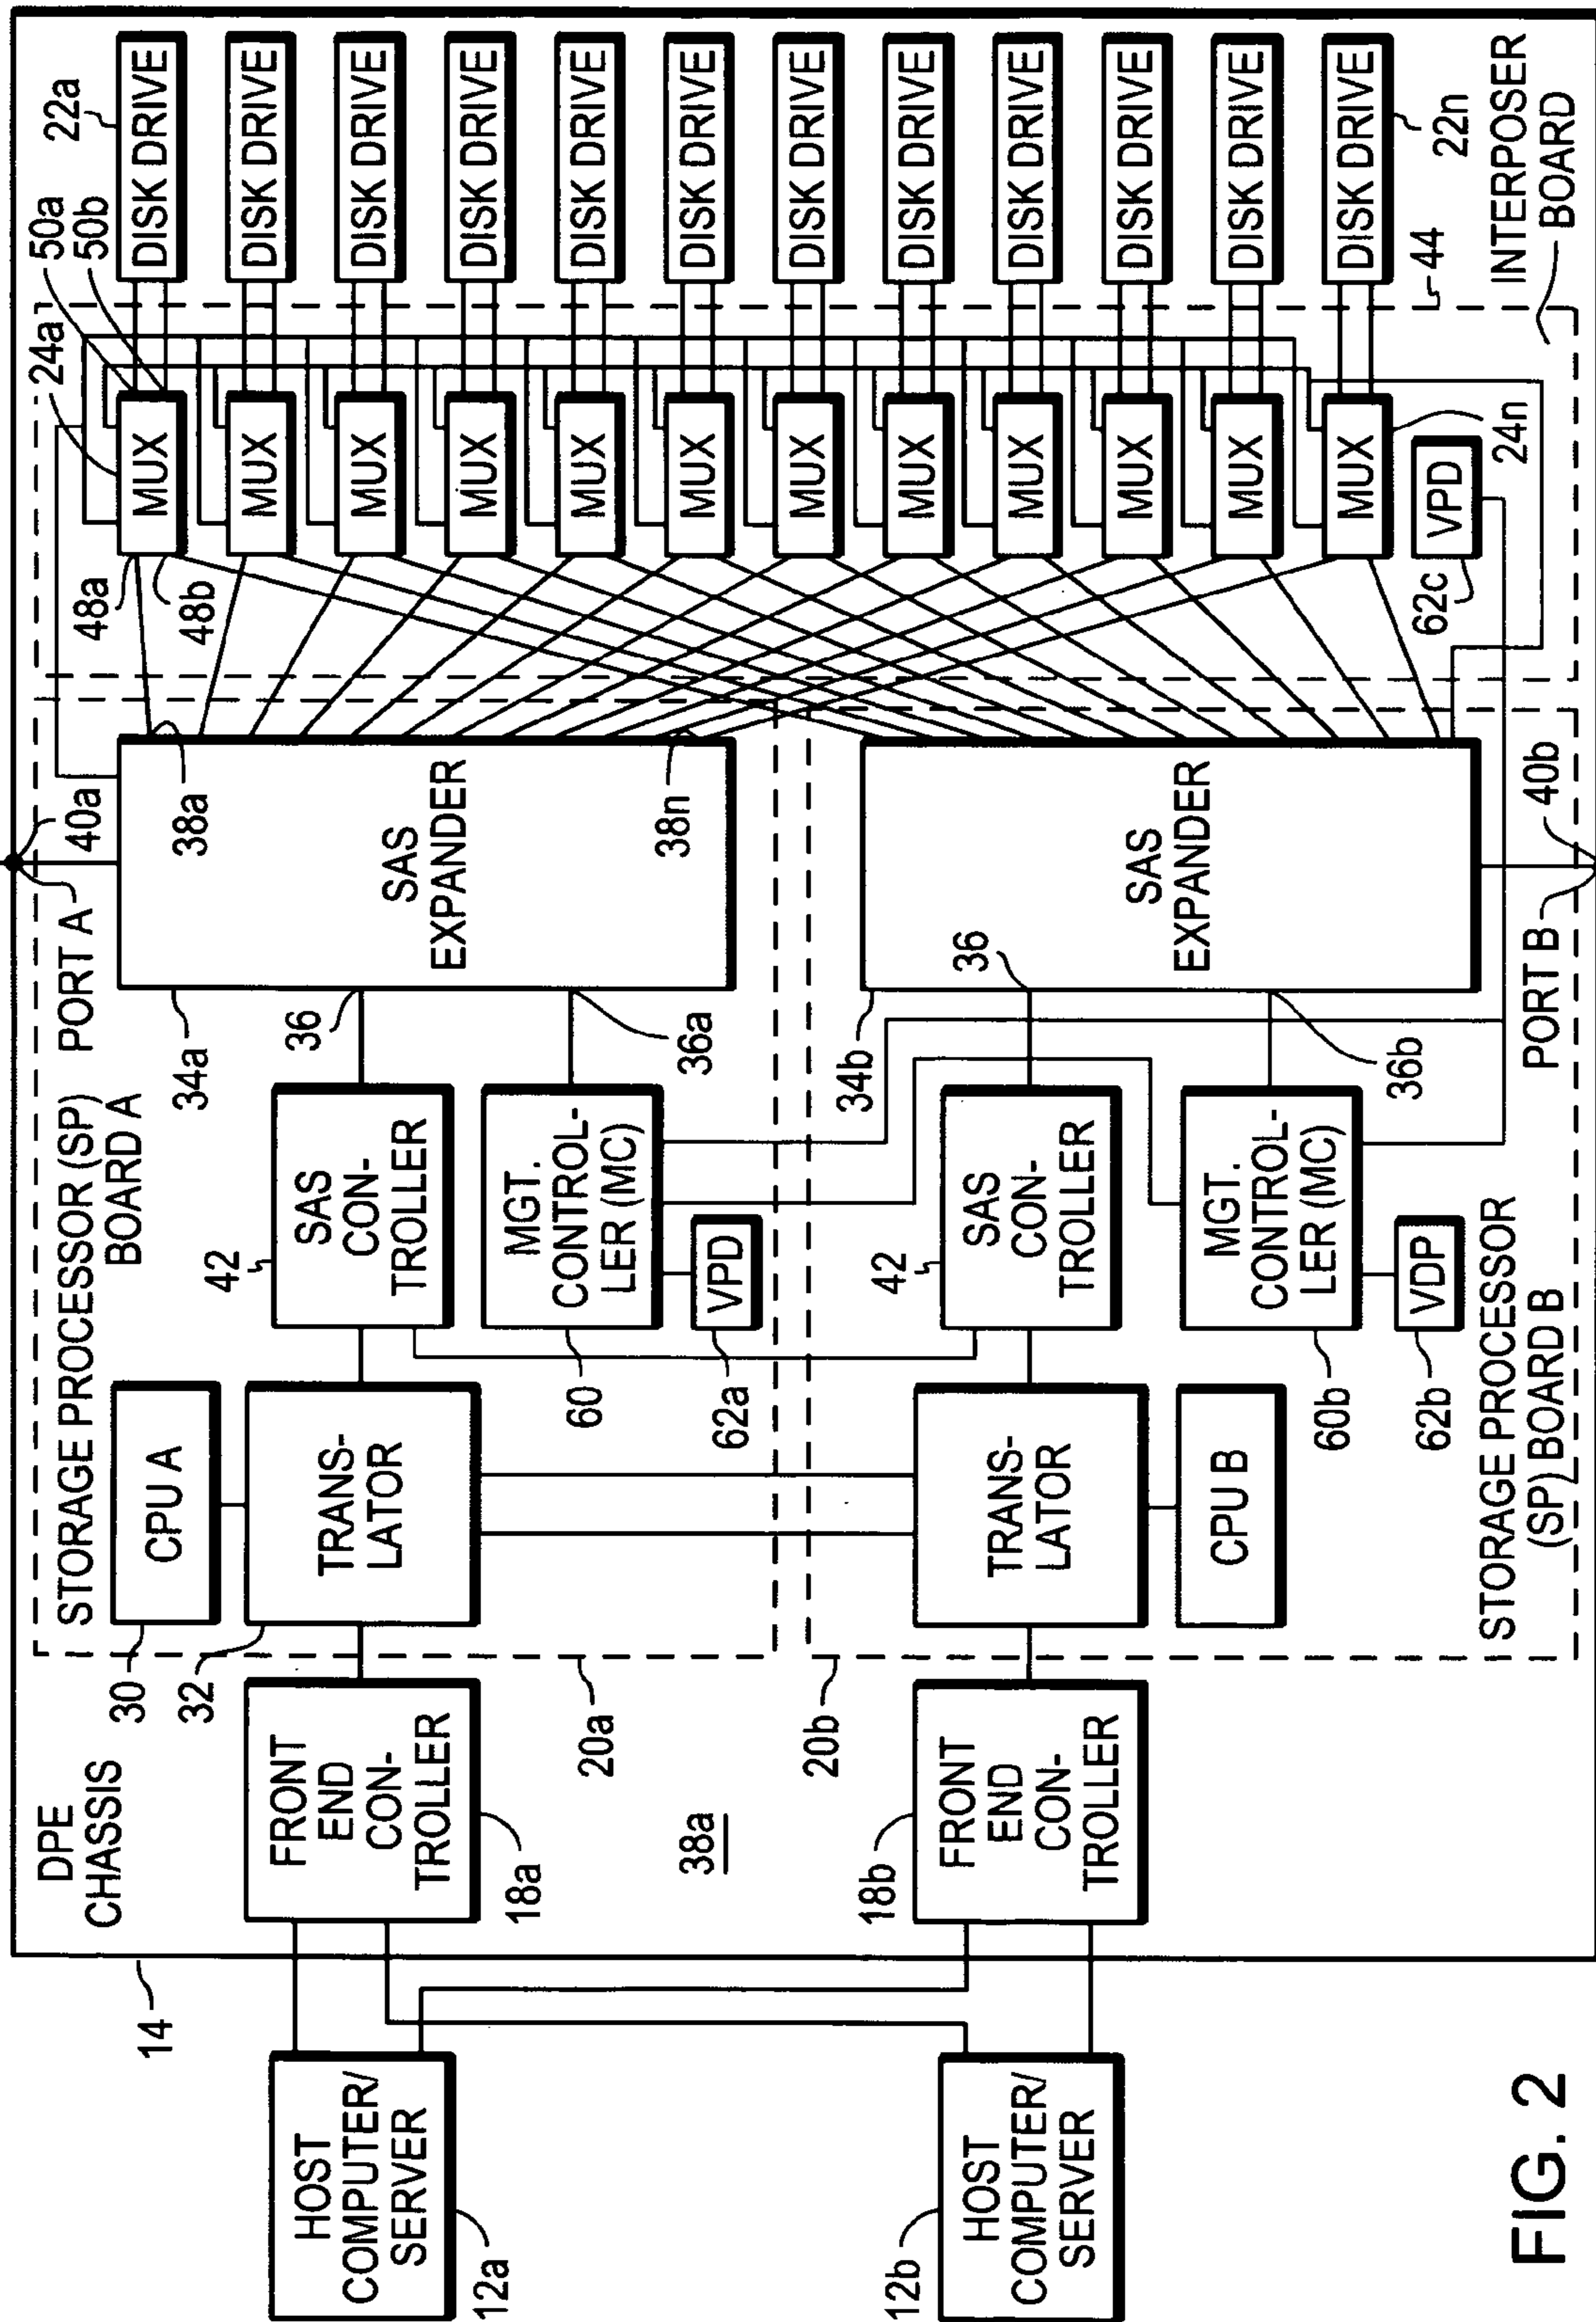 14
DPE
CHASSIS
HOST
COMPUTER/
SERVER
12a
HOST
COMPUTER/
SERVER
12b
FRONT
END
CON-
TROLLER
18a
38a
FRONT
END
CON-
TROLLER
18b
STORAGE PROCESSOR (SP)
BOARD A
30
CPU A
32
TRANS-
LATOR
20a
42
SAS
CON-
TROLLER
60
MGT.
CONTROL-
LER (MC)
VPD
62a
36
36a
34a
PORT A
40a
SAS
EXPANDER
38a
38n
20b
TRANS-
LATOR
CPU B
42
SAS
CON-
TROLLER
60b
MGT.
CONTROL-
LER (MC)
VDP
62b
STORAGE PROCESSOR
(SP) BOARD B
36
36b
34b
SAS
EXPANDER
PORT B
40b
48a
48b
24a
50a
50b
22a
MUX
DISK DRIVE
MUX
DISK DRIVE
MUX
DISK DRIVE
MUX
DISK DRIVE
MUX
DISK DRIVE
MUX
DISK DRIVE
MUX
DISK DRIVE
MUX
DISK DRIVE
MUX
DISK DRIVE
MUX
DISK DRIVE
MUX
DISK DRIVE
MUX
DISK DRIVE
24n
22n
VPD
62c
44
INTERPOSER
BOARD
FIG. 2